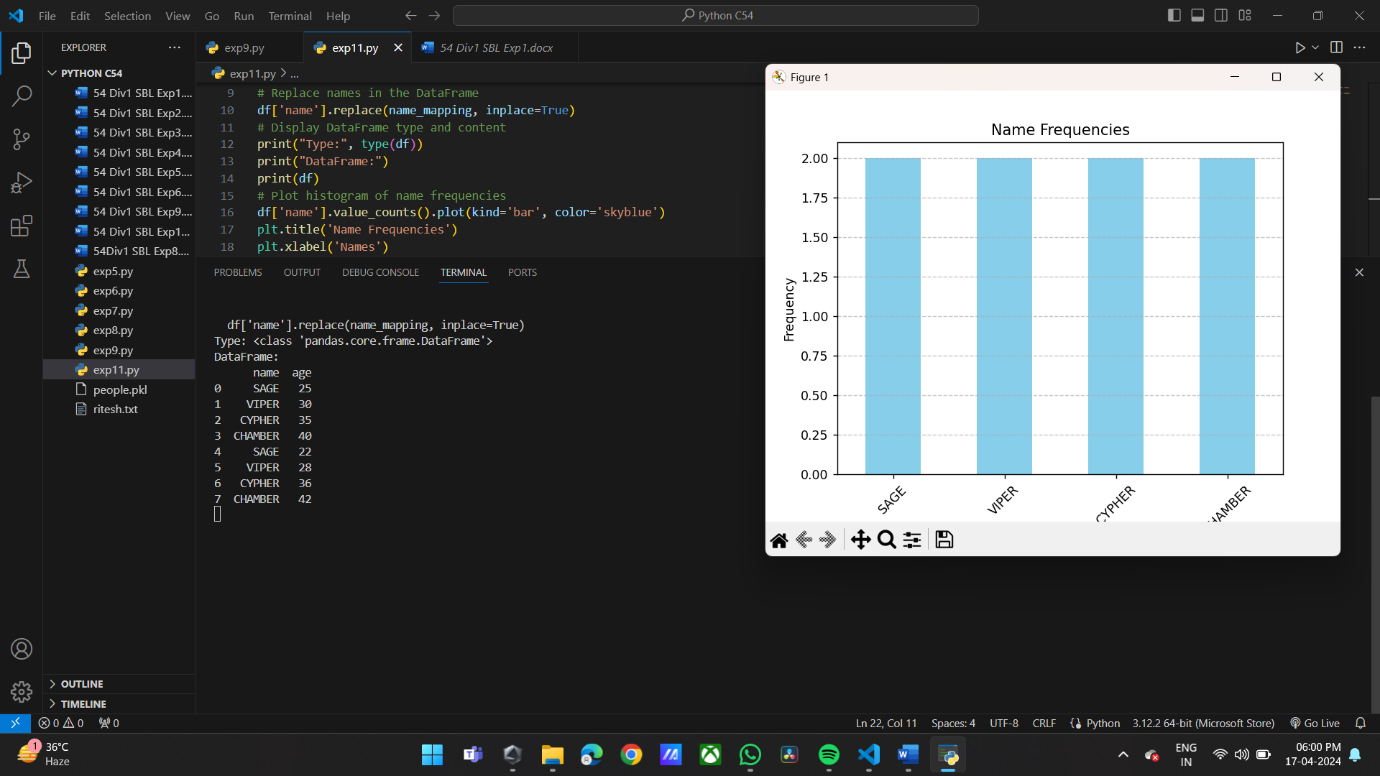 File Edit Selection View Go Run Terminal Help
Python C54
EXPLORER
exp9.py
exp11.py
54 Div1 SBL Exp1.docx
PYTHON C54
54 Div1 SBL Exp1....
54 Div1 SBL Exp2....
54 Div1 SBL Exp3....
54 Div1 SBL Exp4....
54 Div1 SBL Exp5....
54 Div1 SBL Exp6....
54 Div1 SBL Exp9....
54 Div1 SBL Exp1...
54Div1 SBL Exp8....
exp5.py
exp6.py
exp7.py
exp8.py
exp9.py
exp11.py
people.pkl
ritesh.txt
OUTLINE
TIMELINE
exp11.py > ...
9 # Replace names in the DataFrame
10 df['name'].replace(name_mapping, inplace=True)
11 # Display DataFrame type and content
12 print("Type:", type(df))
13 print("DataFrame:")
14 print(df)
15 # Plot histogram of name frequencies
16 df['name'].value_counts().plot(kind='bar', color='skyblue')
17 plt.title('Name Frequencies')
18 plt.xlabel('Names')
PROBLEMS OUTPUT DEBUG CONSOLE TERMINAL PORTS
df['name'].replace(name_mapping, inplace=True)
Type: <class 'pandas.core.frame.DataFrame'>
DataFrame:
name age
0 SAGE 25
1 VIPER 30
2 CYPHER 35
3 CHAMBER 40
4 SAGE 22
5 VIPER 28
6 CYPHER 36
7 CHAMBER 42
Figure 1
Name Frequencies
Frequency
2.00
1.75
1.50
1.25
1.00
0.75
0.50
0.25
0.00
SAGE
VIPER
CYPHER
HAMBER
0 0 0
Ln 22, Col 11 Spaces: 4 UTF-8 CRLF Python 3.12.2 64-bit (Microsoft Store) Go Live
1
36°C
Haze
ENG
IN
06:00 PM
17-04-2024